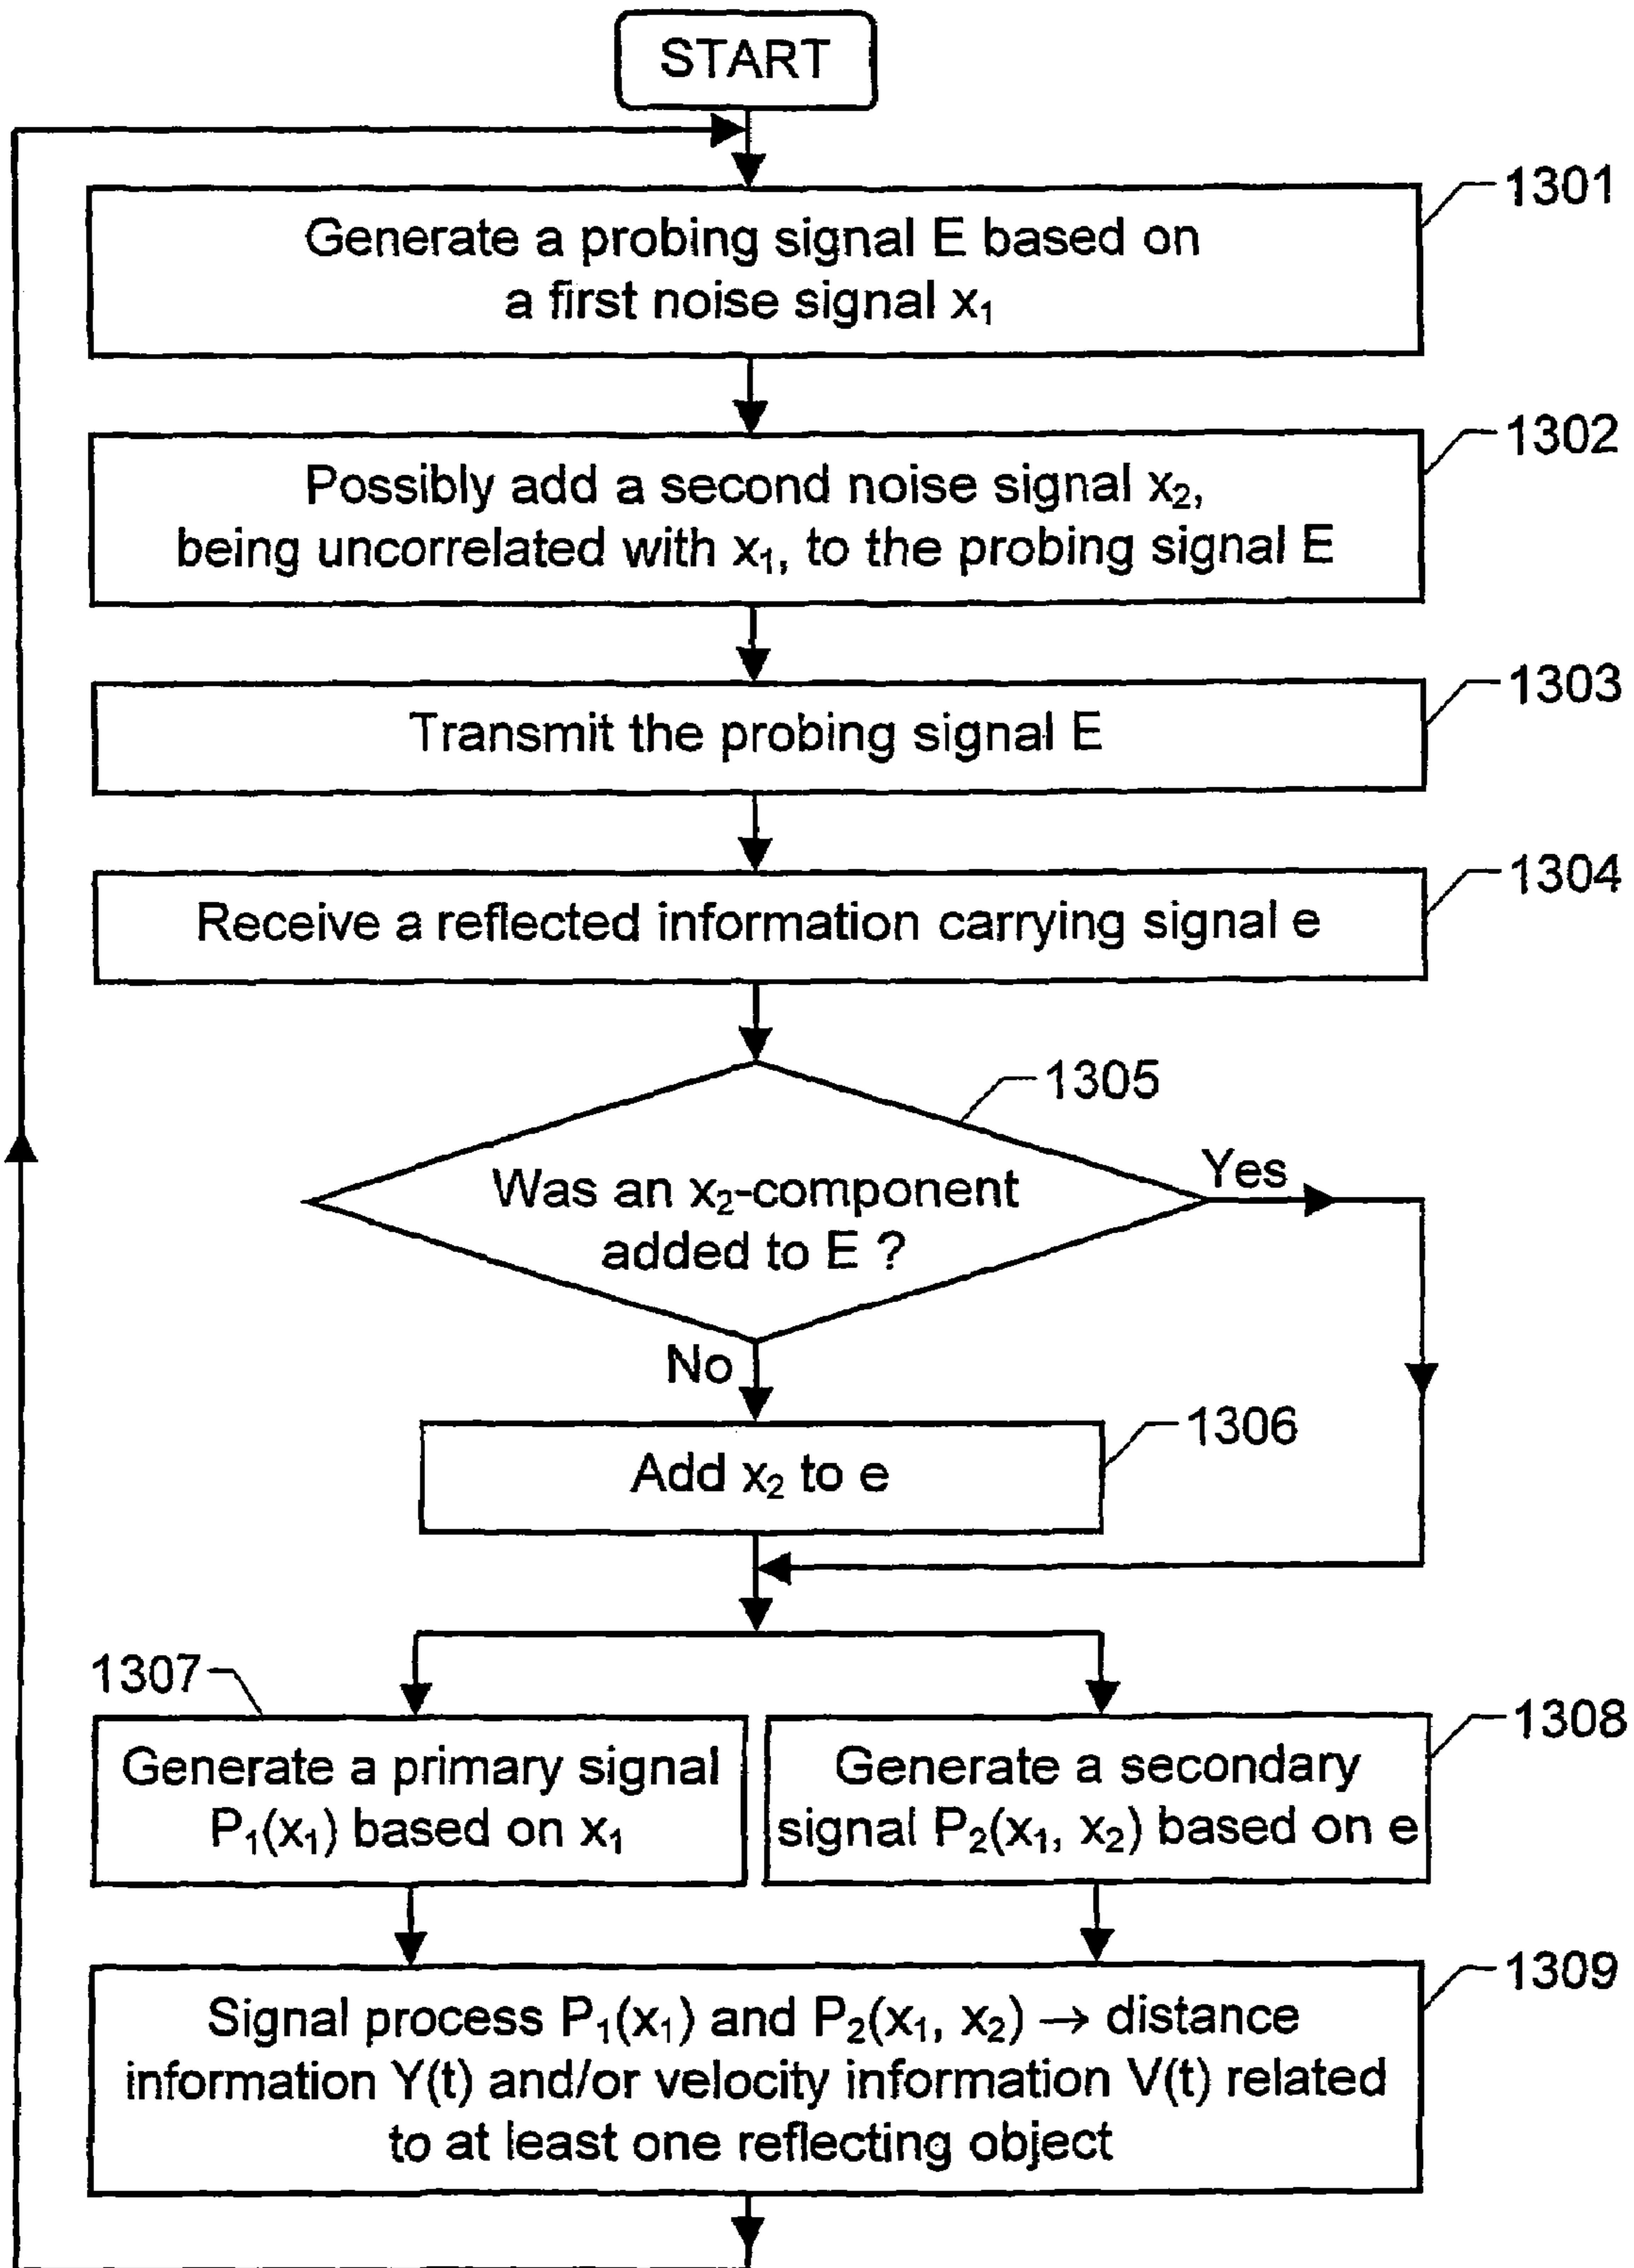 START
1301
Generate a probing signal E based on
a first noise signal x₁
1302
Possibly add a second noise signal x₂,
being uncorrelated with x₁, to the probing signal E
1303
Transmit the probing signal E
1304
Receive a reflected information carrying signal e
1305
Was an x₂-component
added to E ?
Yes
No
1306
Add x₂ to e
1307
Generate a primary signal
P₁(x₁) based on x₁
1308
Generate a secondary
signal P₂(x₁, x₂) based on e
1309
Signal process P₁(x₁) and P₂(x₁, x₂) → distance
information Y(t) and/or velocity information V(t) related
to at least one reflecting object